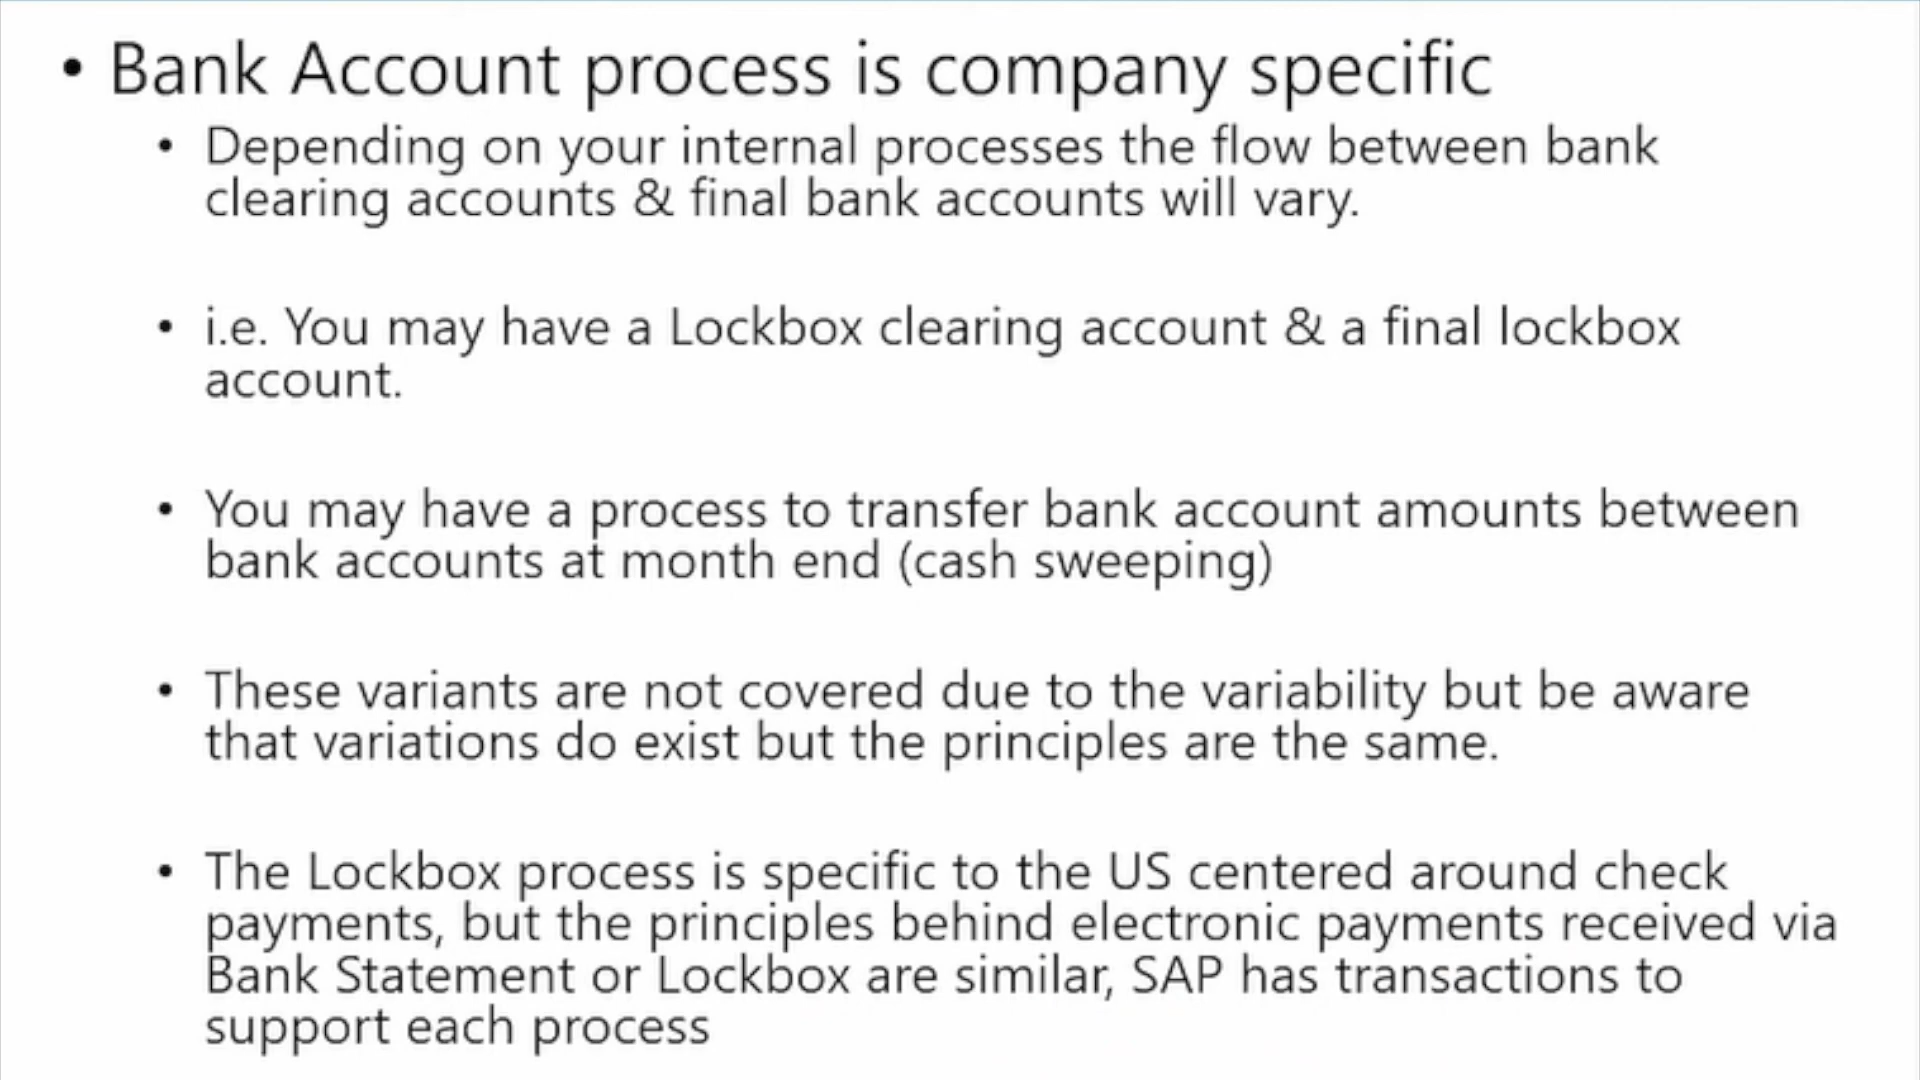 • Bank Account process is company specific
• Depending on your internal processes the flow between bank
clearing accounts & final bank accounts will vary.
• i.e. You may have a Lockbox clearing account & a final lockbox
account.
• You may have a process to transfer bank account amounts between
bank accounts at month end (cash sweeping)
• These variants are not covered due to the variability but be aware
that variations do exist but the principles are the same.
• The Lockbox process is specific to the US centered around check
payments, but the principles behind electronic payments received via
Bank Statement or Lockbox are similar, SAP has transactions to
support each process